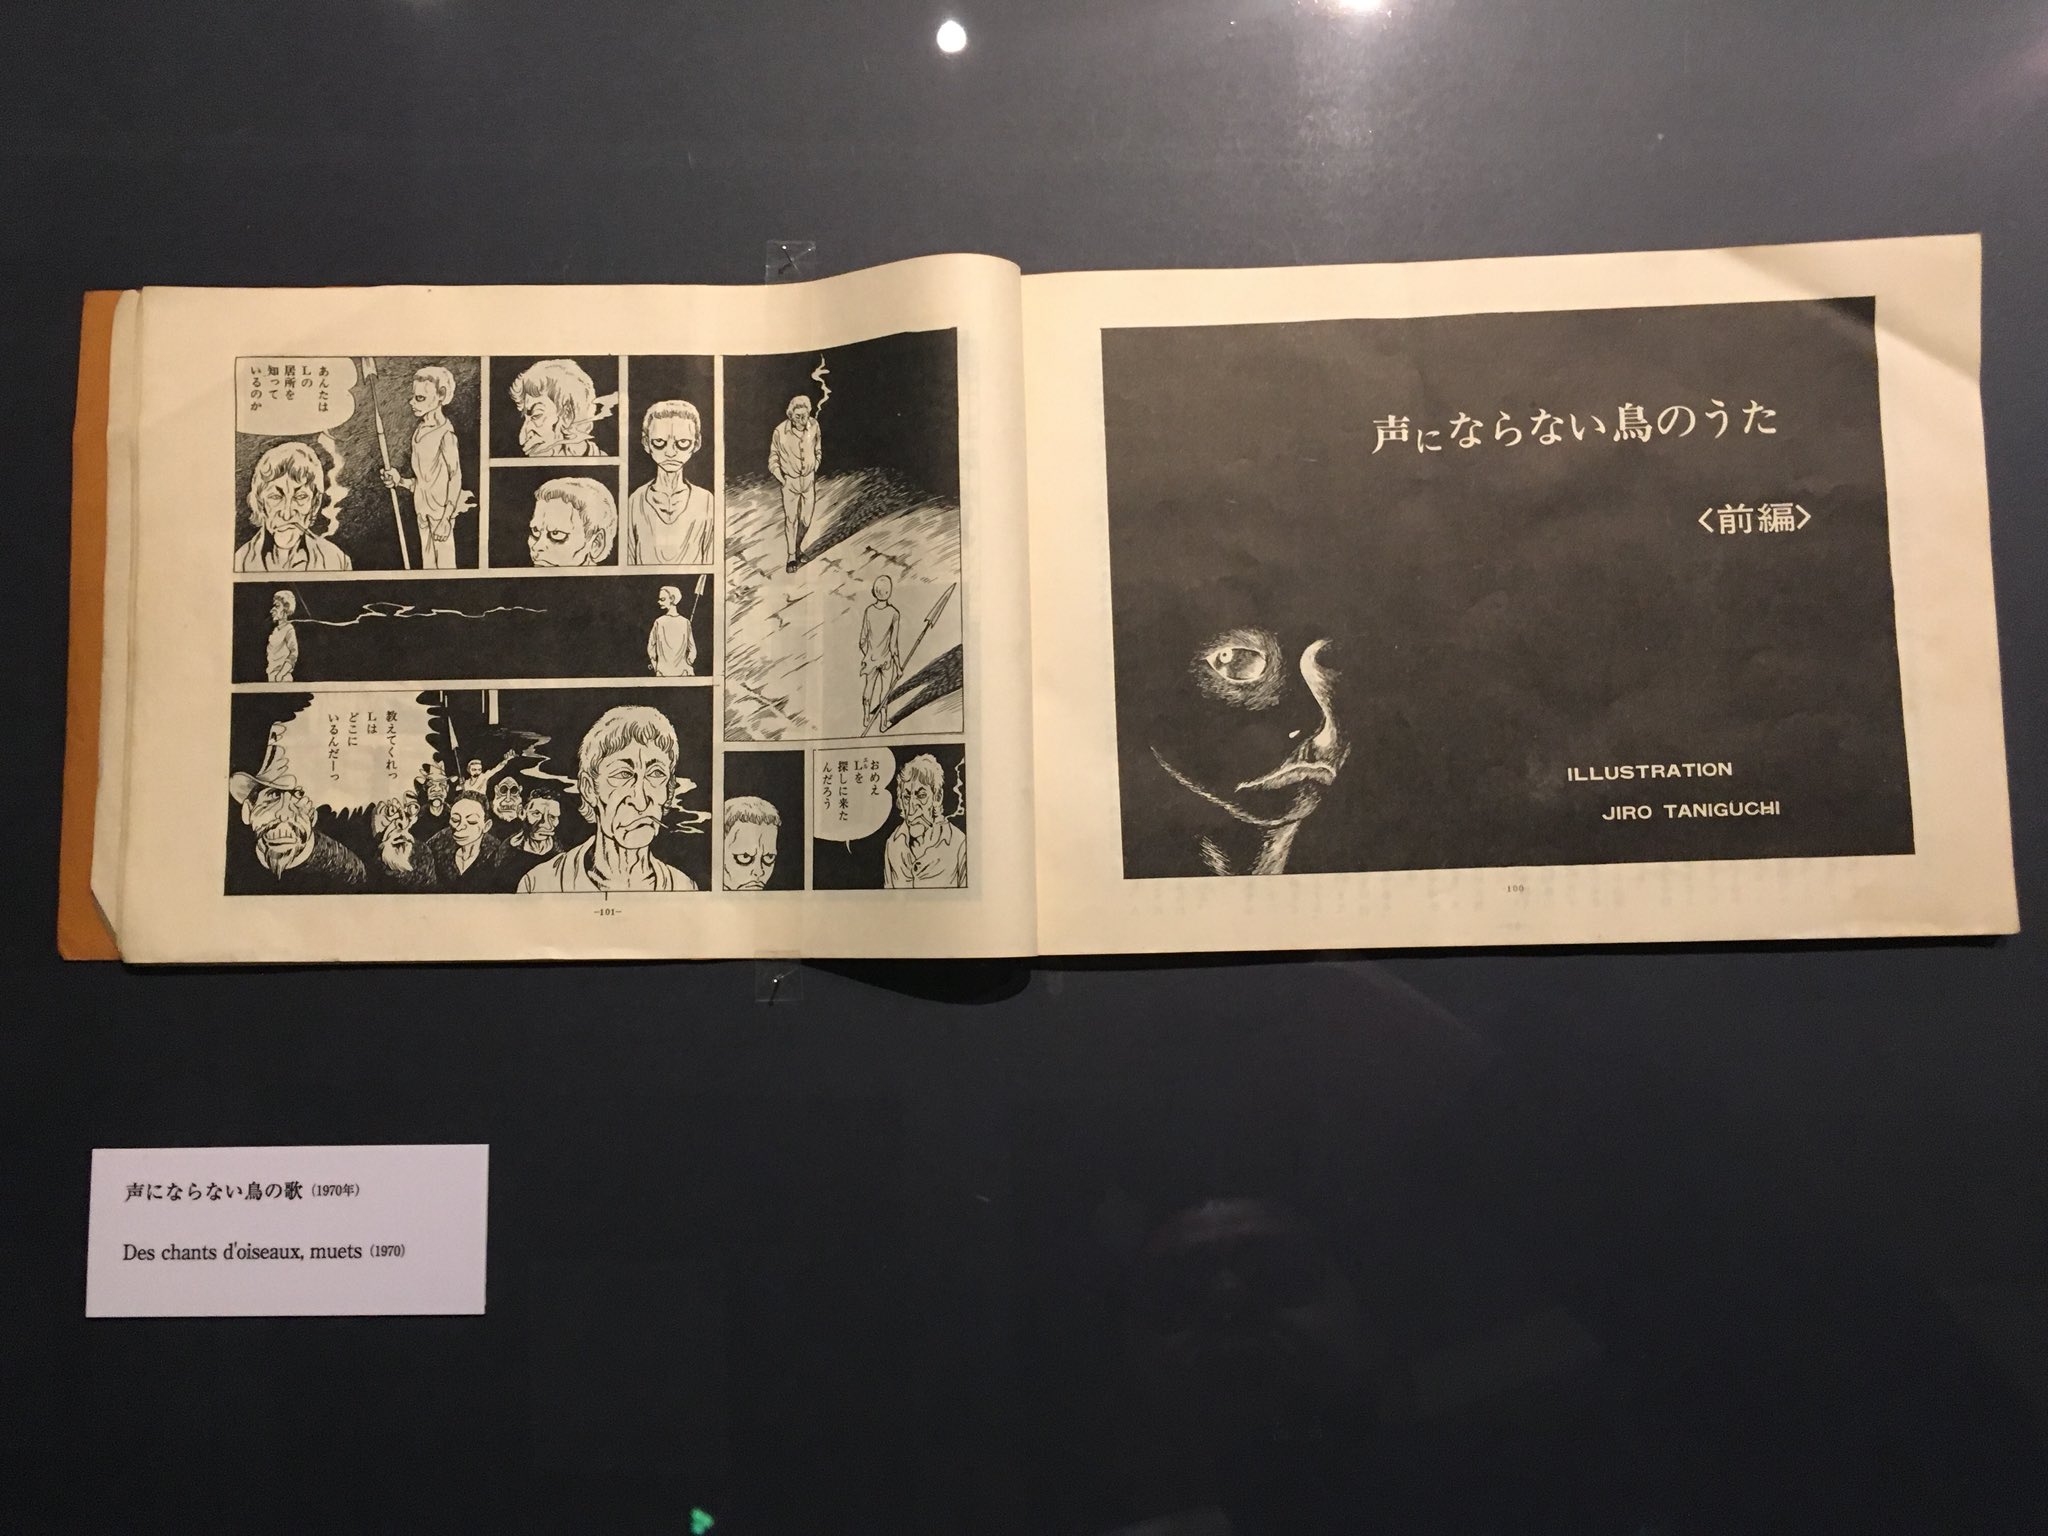 声にならない鳥のうた
〈前編〉
ILLUSTRATION
JIRO TANIGUCHI
100
おめえ
Lを
エル
探しに来た
んだろう
あんたは
Lの
居所を
知って
いるのか
教えてくれっ
Lは
どこに
いるんだーっ
—101—
声にならない鳥の歌 (1970年)
Des chants d'oiseaux, muets (1970)